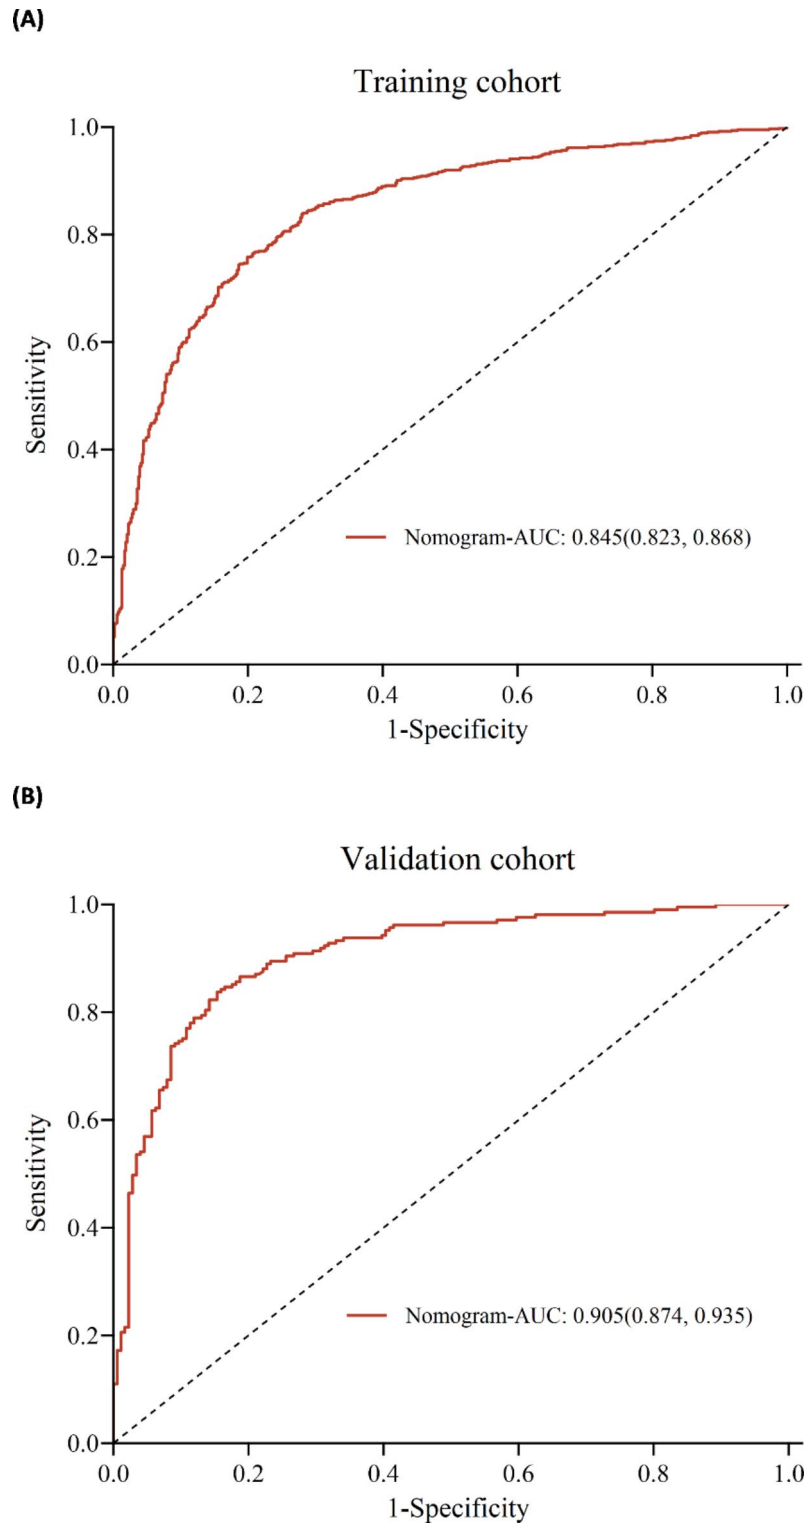 (A)
Training cohort
1.0
0.8
0.6
0.4
0.2
0.0
Sensitivity
Nomogram-AUC: 0.845(0.823, 0.868)
0.0 0.2 0.4 0.6 0.8 1.0
1-Specificity
(B)
Validation cohort
1.0
0.8
0.6
0.4
0.2
0.0
Sensitivity
Nomogram-AUC: 0.905(0.874, 0.935)
0.0 0.2 0.4 0.6 0.8 1.0
1-Specificity